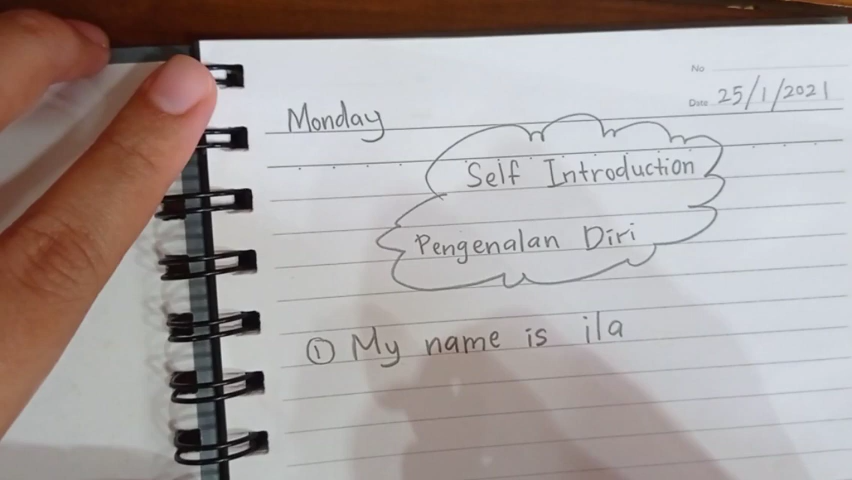 No
Date 25/1/2021
Monday
Self Introduction
Pengenalan Diri
① My name is ila